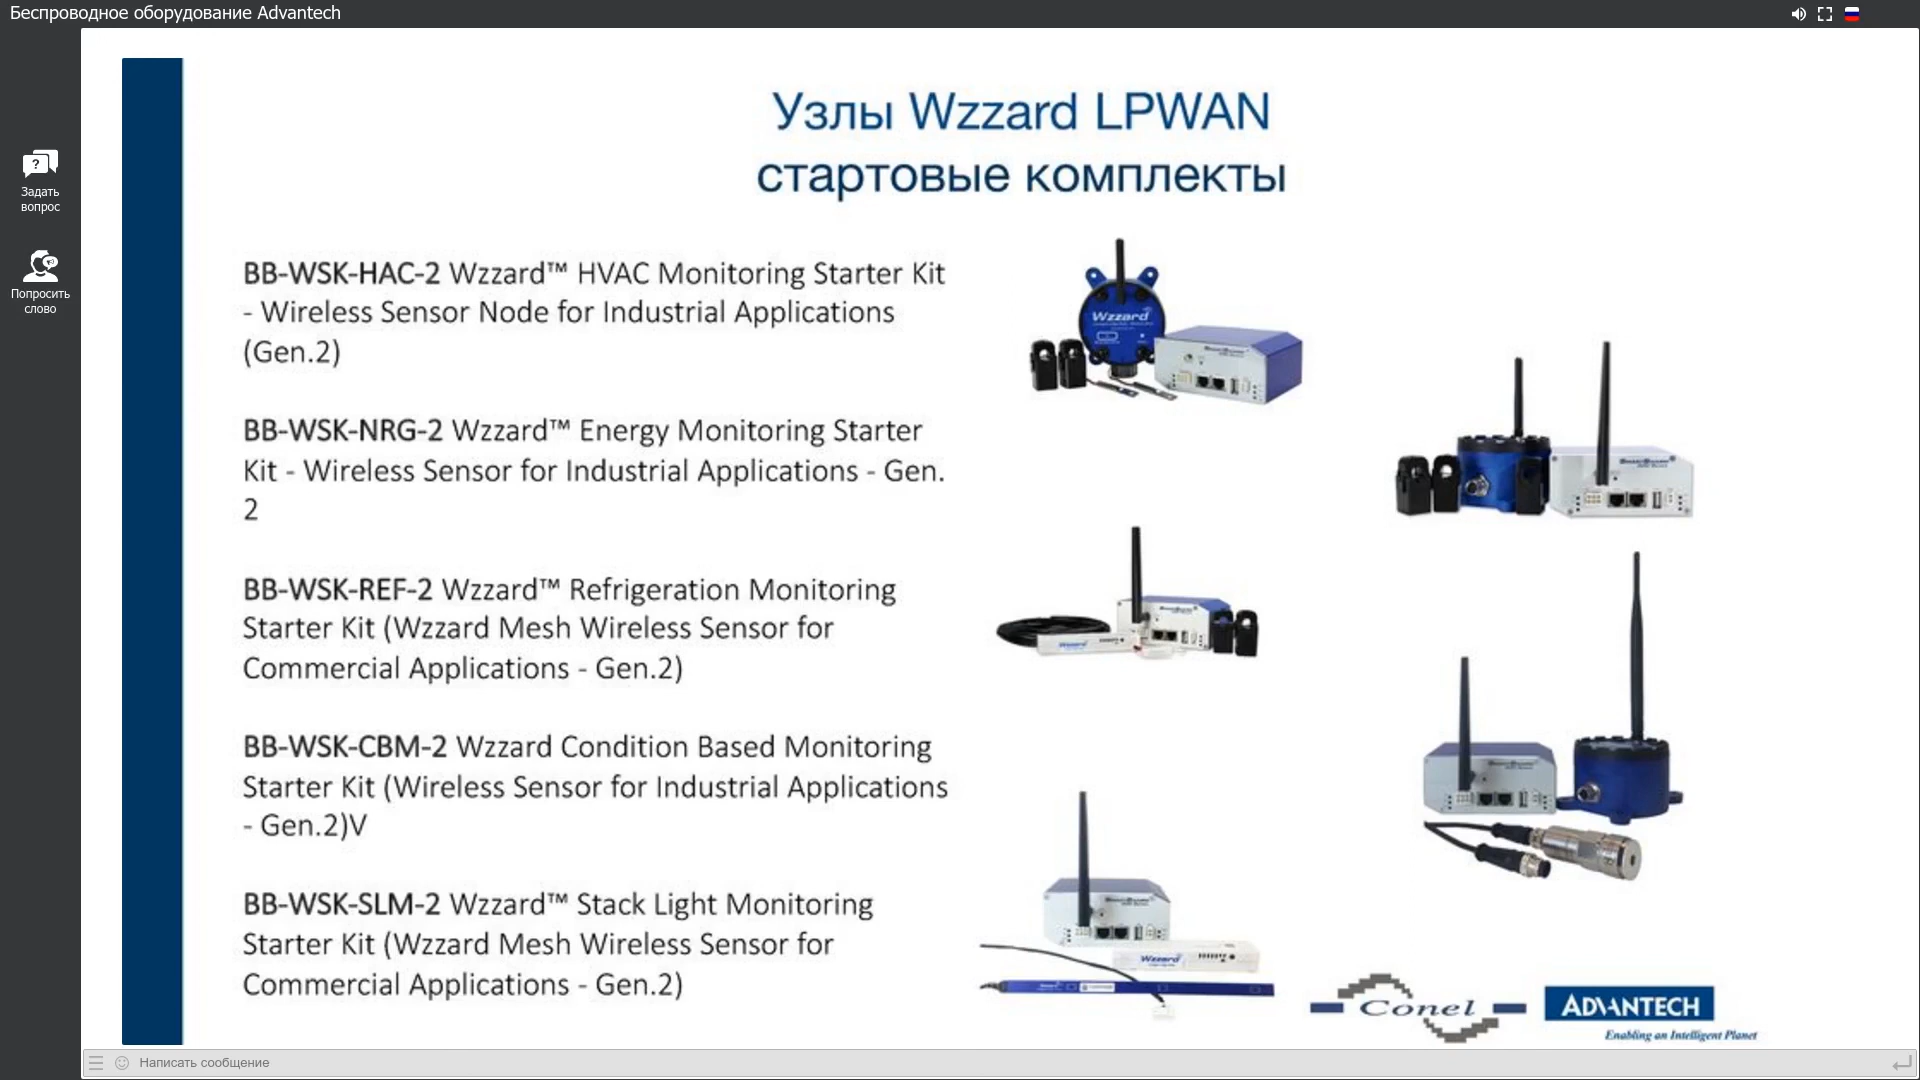 Беспроводное оборудование Advantech
Задать
вопрос
Попросить
слово
Узлы Wzzard LPWAN
стартовые комплекты
BB-WSK-HAC-2 Wzzard™ HVAC Monitoring Starter Kit
- Wireless Sensor Node for Industrial Applications
(Gen.2)
BB-WSK-NRG-2 Wzzard™ Energy Monitoring Starter
Kit - Wireless Sensor for Industrial Applications - Gen.
2
BB-WSK-REF-2 Wzzard™ Refrigeration Monitoring
Starter Kit (Wzzard Mesh Wireless Sensor for
Commercial Applications - Gen.2)
BB-WSK-CBM-2 Wzzard Condition Based Monitoring
Starter Kit (Wireless Sensor for Industrial Applications
- Gen.2)V
BB-WSK-SLM-2 Wzzard™ Stack Light Monitoring
Starter Kit (Wzzard Mesh Wireless Sensor for
Commercial Applications - Gen.2)
Wzzard
Wzzard
Wzzard
Conel
ADVANTECH
Enabling an Intelligent Planet
Написать сообщение